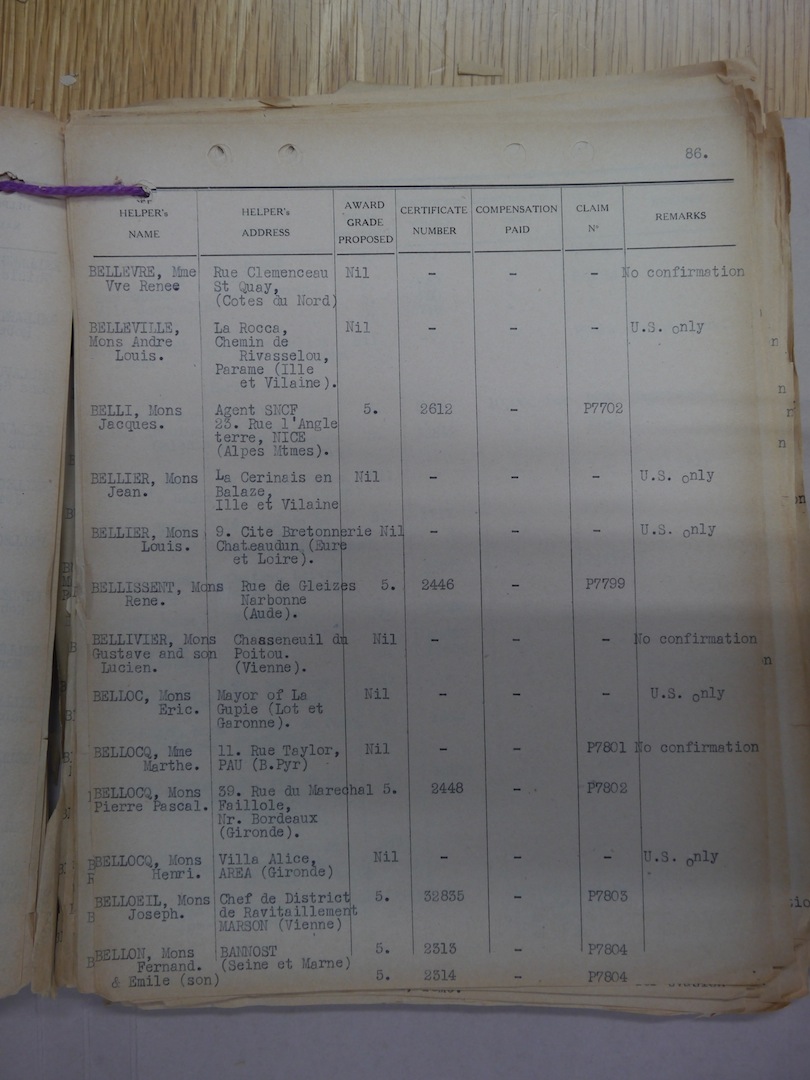 86.
HELPER's NAME HELPER's ADDRESS AWARD GRADE PROPOSED CERTIFICATE NUMBER COMPENSATION PAID CLAIM N° REMARKS
BELLEVRE, Mme Rue Clemenceau Nil - - - No confirmation
Vve Renee St Quay,
(Cotes du Nord)
BELLEVILLE, La Rocca, Nil - - - U.S. only
Mons Andre Chemin de
Louis. Rivasselou,
Parame (Ille
et Vilaine).
BELLI, Mons Agent SNCF 5. 2612 - P7702
Jacques. 23. Rue l'Angle
terre, NICE
(Alpes Mtmes).
BELLIER, Mons La Cerinais en Nil - - - U.S. only
Jean. Balaze,
Ille et Vilaine
BELLIER, Mons 9. Cite Bretonnerie Nil - - - U.S. only
Louis. Chateaudun (Eure
et Loire).
BELLISSENT, Mons Rue de Gleizes 5. 2446 - P7799
Rene. Narbonne
(Aude).
BELLIVIER, Mons Chasseneuil du Nil - - - No confirmation
Gustave and son Poitou.
Lucien. (Vienne).
BELLOC, Mons Mayor of La Nil - - - U.S. only
Eric. Gupie (Lot et
Garonne).
BELLOCQ, Mme 11. Rue Taylor, Nil - - P7801 No confirmation
Marthe. PAU (B.Pyr)
BELLOCQ, Mons 39. Rue du Marechal 5. 2448 - P7802
Pierre Pascal. Faillole,
Nr. Bordeaux
(Gironde).
BELLOCQ, Mons Villa Alice, Nil - - - U.S. only
Henri. AREA (Gironde)
BELLOEIL, Mons Chef de District 5. 32835 - P7803
Joseph. de Ravitaillement
MARSON (Vienne)
BELLON, Mons BANNOST 5. 2313 - P7804
Fernand. (Seine et Marne)
& Emile (son) 5. 2314 - P7804